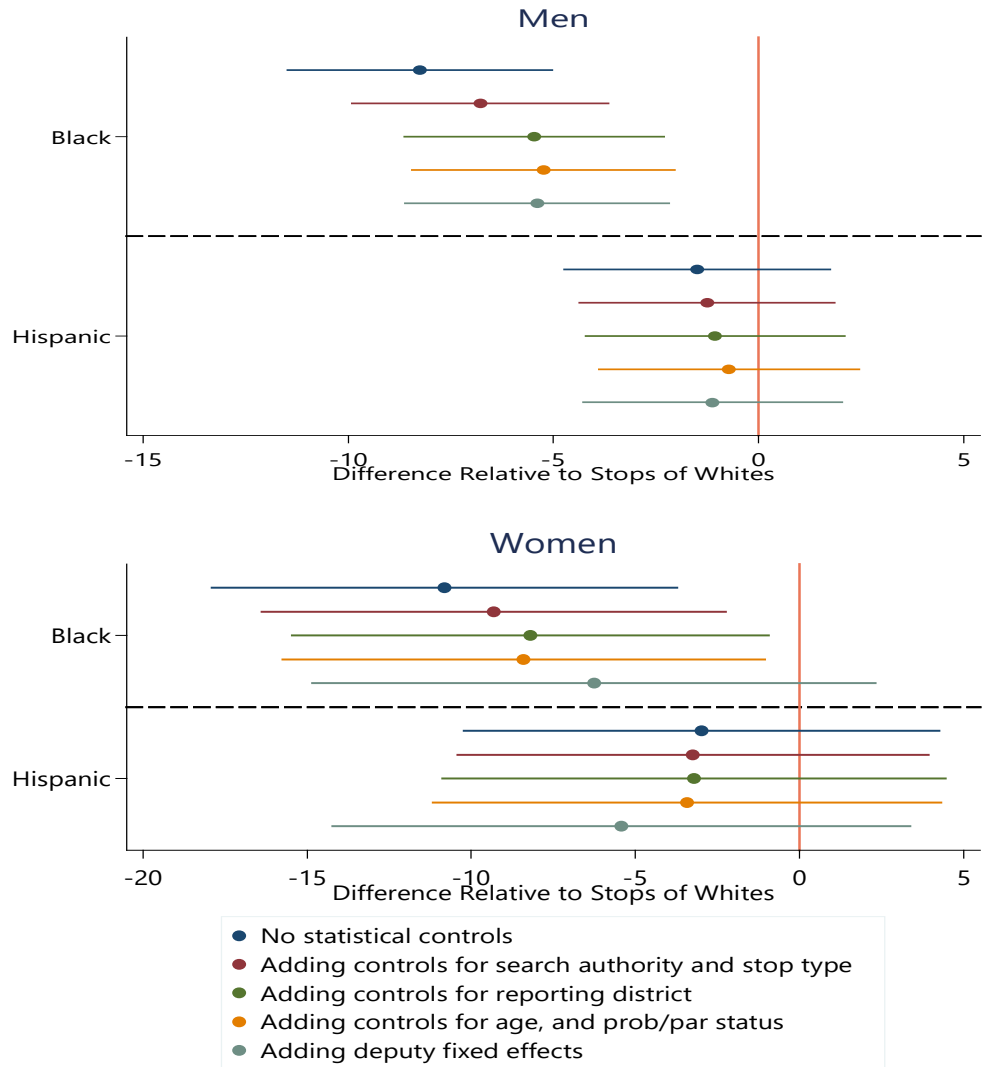 Men
Black
Hispanic
-15 -10 -5 0 5
Difference Relative to Stops of Whites
Women
Black
Hispanic
-20 -15 -10 -5 0 5
Difference Relative to Stops of Whites
No statistical controls
Adding controls for search authority and stop type
Adding controls for reporting district
Adding controls for age, and prob/par status
Adding deputy fixed effects